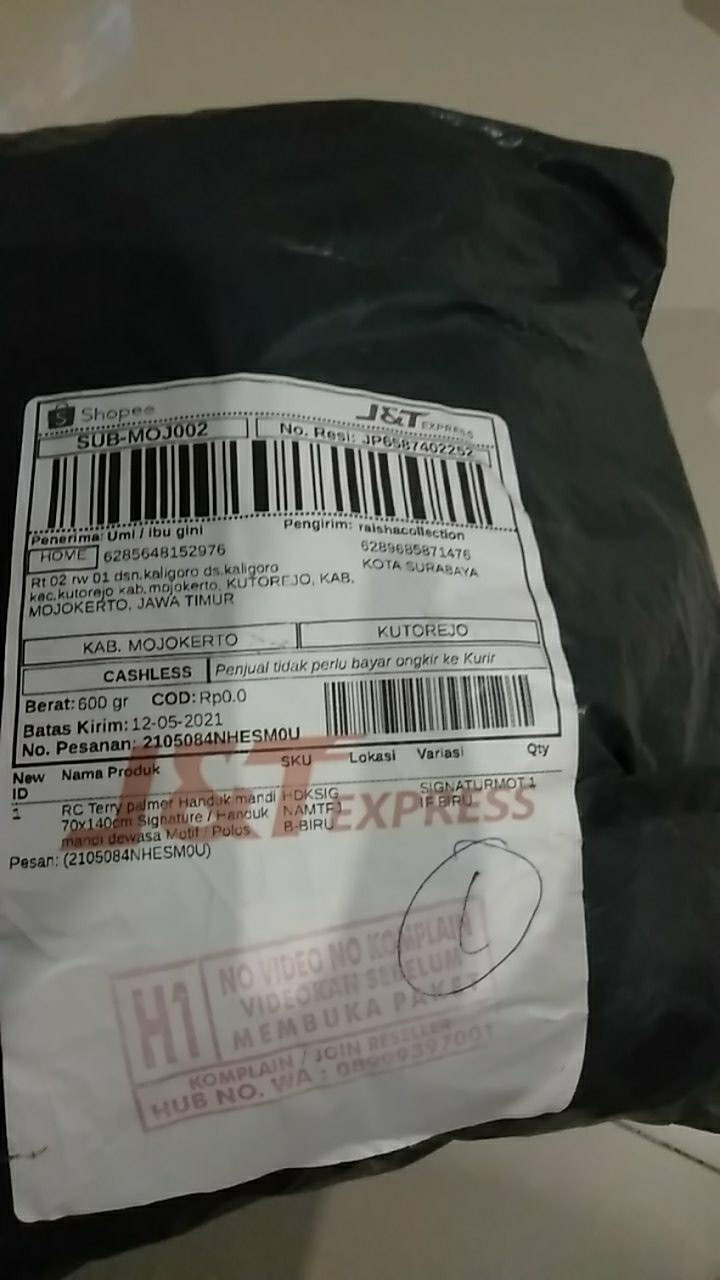 Shopee
J&T EXPRESS
SUB-MOJ002
No. Resi: JP6587402252
Penerima: Umi / ibu gini
Pengirim: raishacollection
HOME 6285648152976
6289685871476
Rt 02 rw 01 dsn.kaligoro ds.kaligoro
KOTA SURABAYA
kec.kutorejo kab.mojokerto, KUTOREJO, KAB.
MOJOKERTO, JAWA TIMUR
KAB. MOJOKERTO
KUTOREJO
CASHLESS
Penjual tidak perlu bayar ongkir ke Kurir
Berat: 600 gr COD: Rp0.0
Batas Kirim: 12-05-2021
No. Pesanan: 2105084NHESM0U
New ID Nama Produk SKU Lokasi Variasi Qty
1 RC Terry palmer Handuk mandi HDKSIG SIGNATURMOT 1
70x140cm Signature / Handuk NAMTF1 IF BIRU
mandi dewasa Motif / Polos B-BIRU
J&T EXPRESS
Pesan: (2105084NHESM0U)
H1
NO VIDEO NO KOMPLAIN
VIDEOKAN SEBELUM
MEMBUKA PAKET
KOMPLAIN / JOIN RESELLER
HUB NO. WA : 08999397001